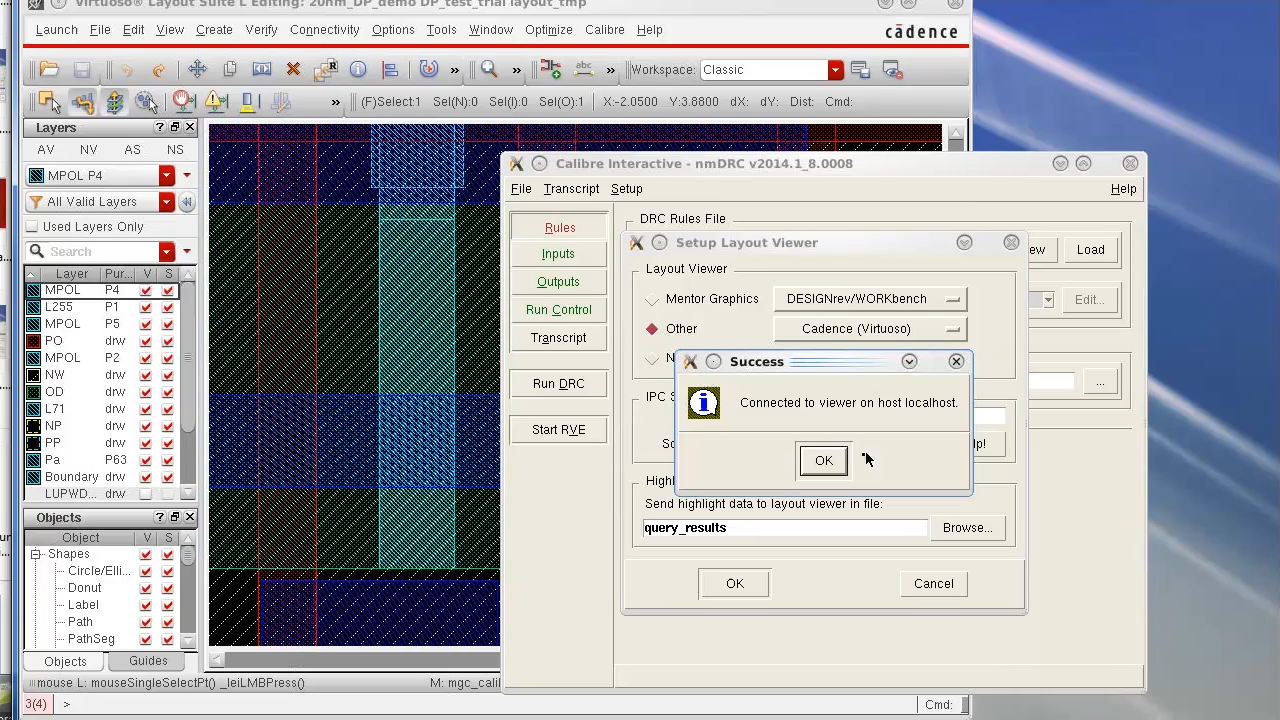 Virtuoso® Layout Suite L Editing: 20nm_DP_demo DP_test_trial layout_tmp
Launch File Edit View Create Verify Connectivity Options Tools Window Optimize Calibre Help
cādence
» » abc » Workspace: Classic
» (F)Select:1 Sel(N):0 Sel(I):0 Sel(O):1 X:-2.0500 Y:3.8800 dX: dY: Dist: Cmd:
Layers
AV NV AS NS
MPOL P4
All Valid Layers
Used Layers Only
Search
Layer Pur... V S
MPOL P4
L255 P1
MPOL P5
PO drw
MPOL P2
NW drw
OD drw
L71 drw
NP drw
PP drw
Pa P63
Boundary drw
LUPWD... drw
Objects
Object V S
Shapes
Circle/Elli...
Donut
Label
Path
PathSeg
Objects Guides
mouse L: mouseSingleSelectPt() _leiLMBPress()
M: mgc_cali
3(4) >
Cmd:
Calibre Interactive - nmDRC v2014.1_8.0008
File Transcript Setup Help
Rules
Inputs
Outputs
Run Control
Transcript
Run DRC
Start RVE
DRC Rules File
ew Load
Edit...
...
Setup Layout Viewer
Layout Viewer
Mentor Graphics DESIGNrev/WORKbench
Other Cadence (Virtuoso)
N
IPC S
So
lp!
Highl
Send highlight data to layout viewer in file:
query_results Browse...
OK Cancel
Success
Connected to viewer on host localhost.
OK